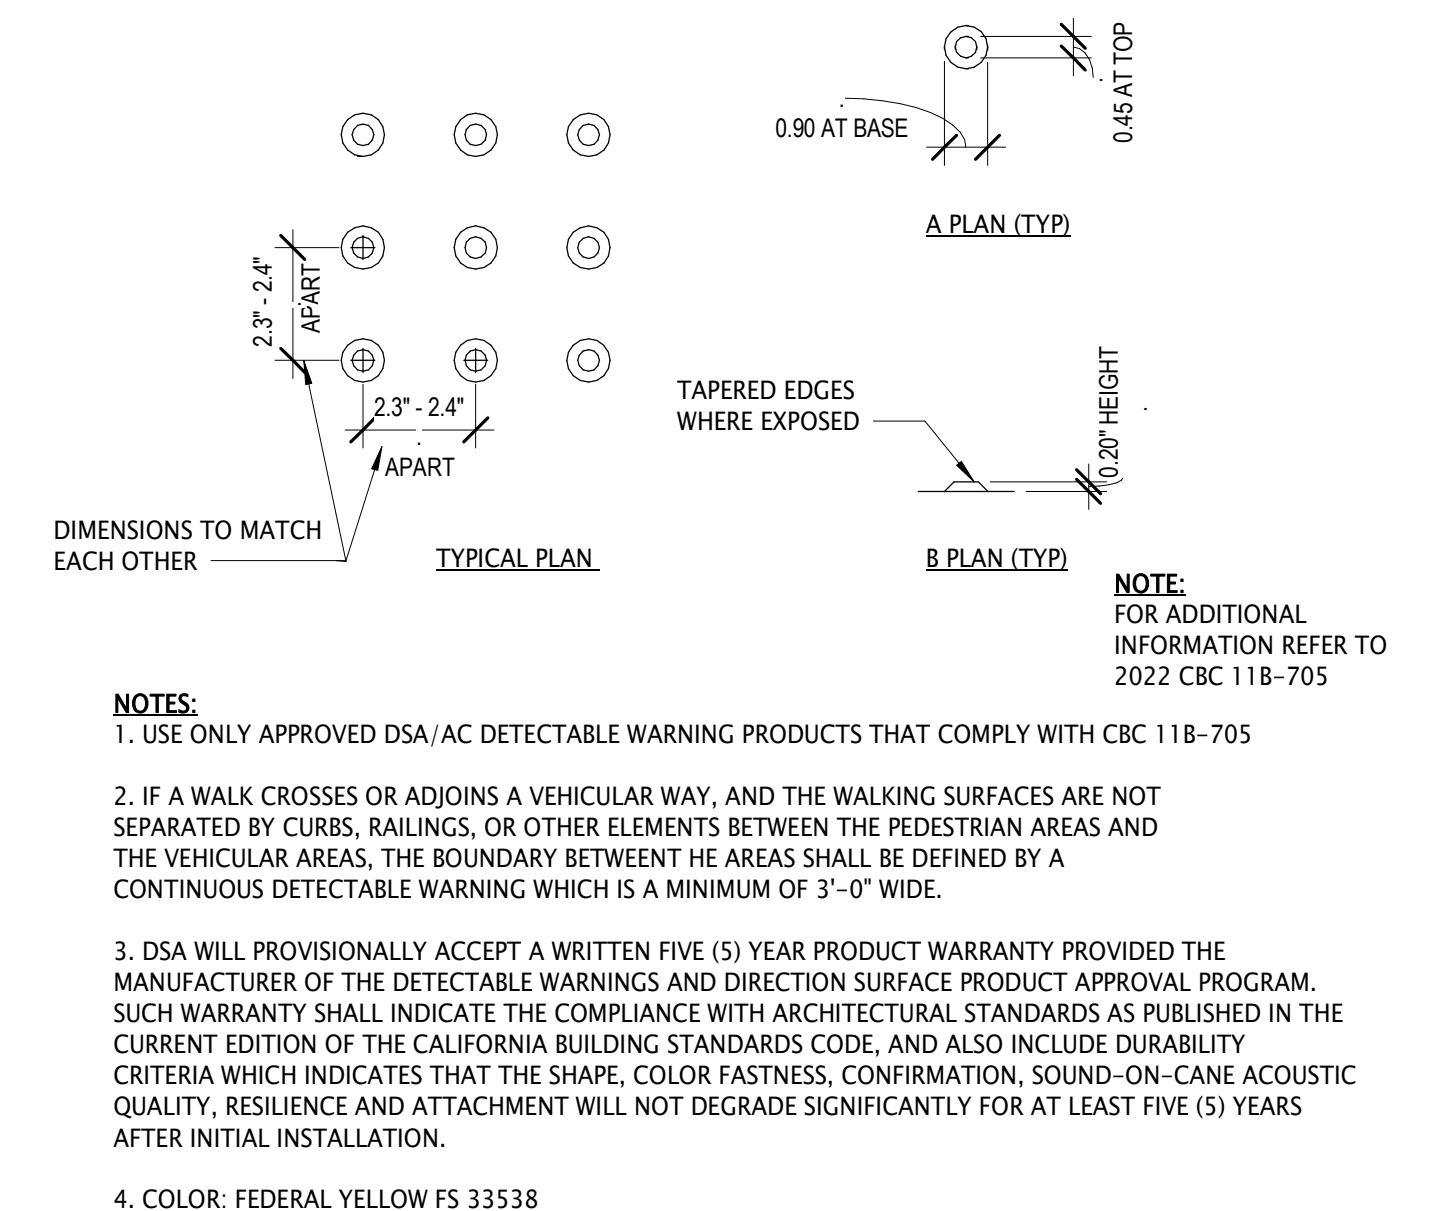 0.45 AT TOP
0.90 AT BASE
A PLAN (TYP)
2.3" - 2.4"
APART
2.3" - 2.4"
APART
DIMENSIONS TO MATCH
EACH OTHER
TYPICAL PLAN
TAPERED EDGES
WHERE EXPOSED
0.20" HEIGHT
B PLAN (TYP)
NOTE:
FOR ADDITIONAL
INFORMATION REFER TO
2022 CBC 11B-705
NOTES:
1. USE ONLY APPROVED DSA/AC DETECTABLE WARNING PRODUCTS THAT COMPLY WITH CBC 11B-705
2. IF A WALK CROSSES OR ADJOINS A VEHICULAR WAY, AND THE WALKING SURFACES ARE NOT
SEPARATED BY CURBS, RAILINGS, OR OTHER ELEMENTS BETWEEN THE PEDESTRIAN AREAS AND
THE VEHICULAR AREAS, THE BOUNDARY BETWEENT HE AREAS SHALL BE DEFINED BY A
CONTINUOUS DETECTABLE WARNING WHICH IS A MINIMUM OF 3'-0" WIDE.
3. DSA WILL PROVISIONALLY ACCEPT A WRITTEN FIVE (5) YEAR PRODUCT WARRANTY PROVIDED THE
MANUFACTURER OF THE DETECTABLE WARNINGS AND DIRECTION SURFACE PRODUCT APPROVAL PROGRAM.
SUCH WARRANTY SHALL INDICATE THE COMPLIANCE WITH ARCHITECTURAL STANDARDS AS PUBLISHED IN THE
CURRENT EDITION OF THE CALIFORNIA BUILDING STANDARDS CODE, AND ALSO INCLUDE DURABILITY
CRITERIA WHICH INDICATES THAT THE SHAPE, COLOR FASTNESS, CONFIRMATION, SOUND-ON-CANE ACOUSTIC
QUALITY, RESILIENCE AND ATTACHMENT WILL NOT DEGRADE SIGNIFICANTLY FOR AT LEAST FIVE (5) YEARS
AFTER INITIAL INSTALLATION.
4. COLOR: FEDERAL YELLOW FS 33538